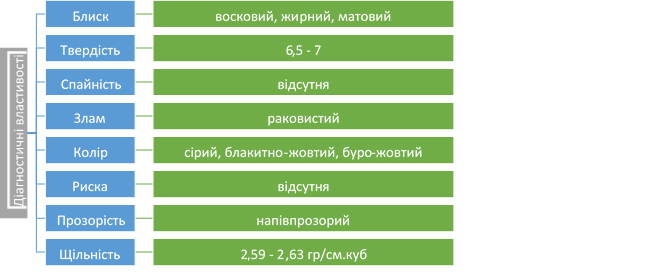 Діагностичні властивості
Блиск
восковий, жирний, матовий
Твердість
6,5 - 7
Спайність
відсутня
Злам
раковистий
Колір
сірий, блакитно-жовтий, буро-жовтий
Риска
відсутня
Прозорість
напівпрозорий
Щільність
2,59 - 2,63 гр/см.куб